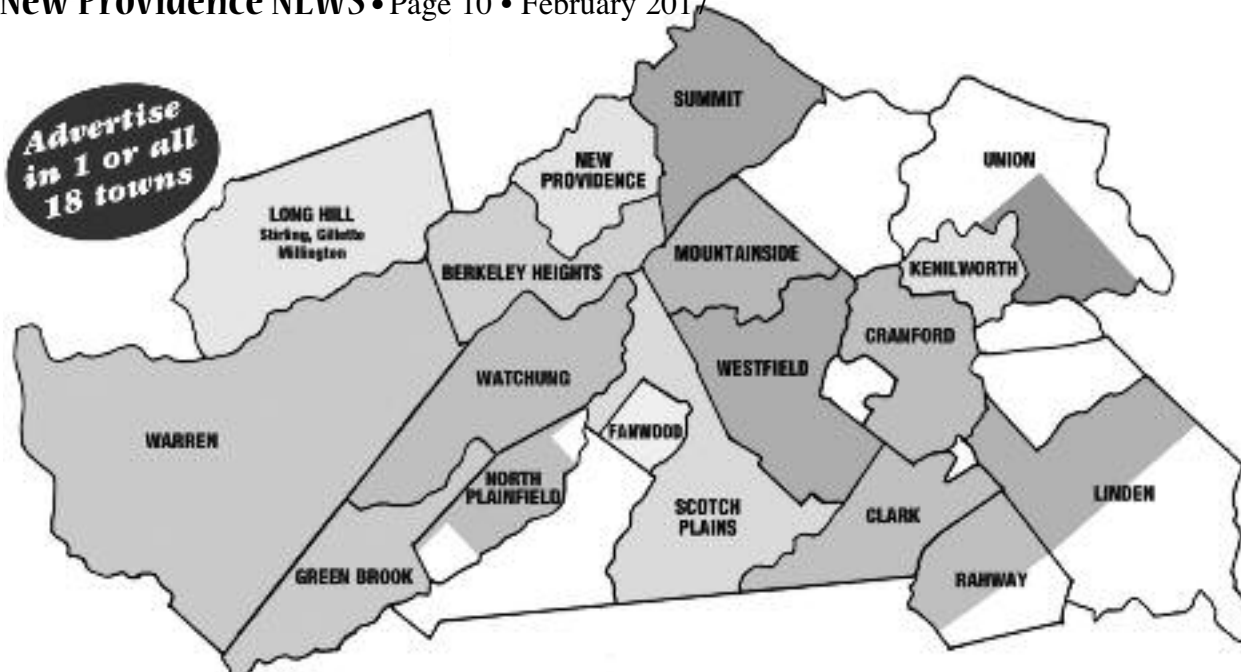 New Providence NEWS • Page 10 • February 2017
Advertise
in 1 or all
18 towns
SUMMIT
NEW
PROVIDENCE
UNION
LONG HILL
Stirling, Gillette
Millington
BERKELEY HEIGHTS
MOUNTAINSIDE
KENILWORTH
CRANFORD
WATCHUNG
WESTFIELD
WARREN
FANWOOD
NORTH
PLAINFIELD
SCOTCH
PLAINS
LINDEN
CLARK
GREEN BROOK
RAHWAY